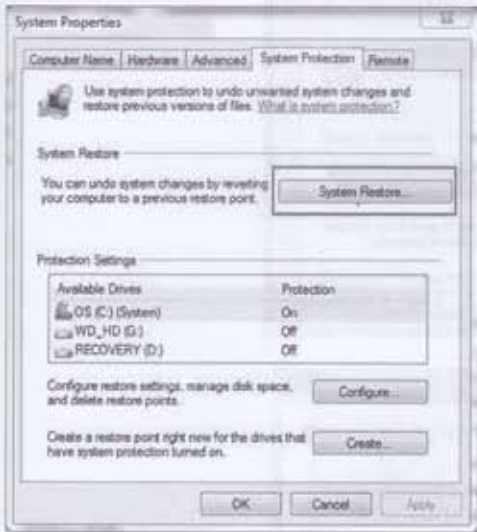 System Properties
Computer Name
Hardware
Advanced
System Protection
Remote
Use system protection to undo unwanted system changes and
restore previous versions of files. What is system protection?
System Restore
You can undo system changes by reverting
your computer to a previous restore point.
System Restore...
Protection Settings
Available Drives Protection
OS (C:) (System) On
WD_HD (G:) Off
RECOVERY (D:) Off
Configure restore settings, manage disk space,
and delete restore points.
Configure...
Create a restore point right now for the drives that
have system protection turned on.
Create...
OK
Cancel
Apply